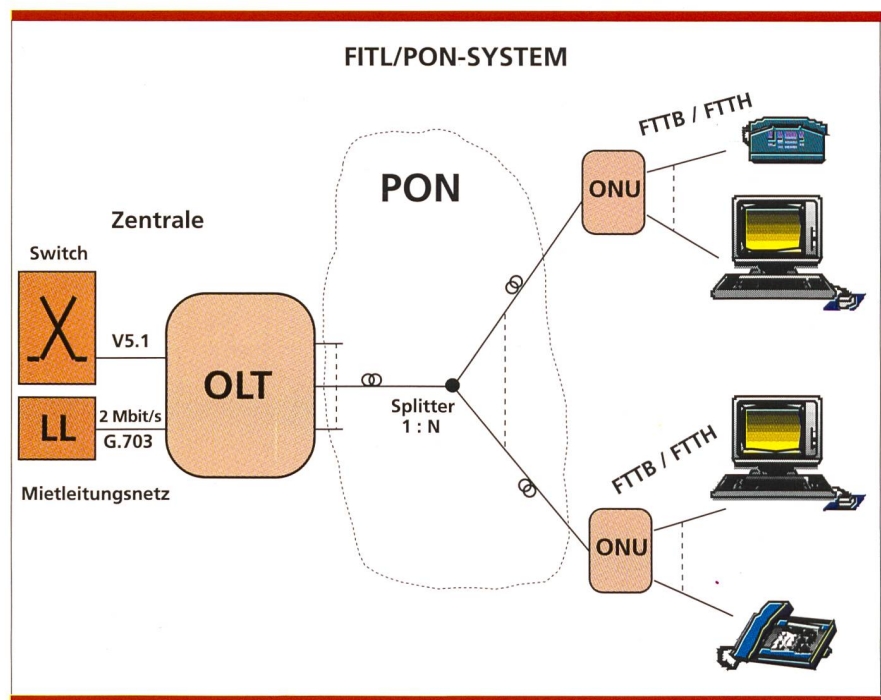 FITL/PON-SYSTEM
FTTB / FTTH
ONU
PON
Zentrale
Switch
V5.1
OLT
LL
2 Mbit/s
G.703
Mietleitungsnetz
Splitter
1 : N
FTTB / FTTH
ONU